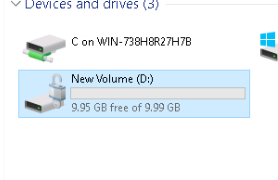 Devices and drives (3)
C on WIN-738H8R27H7B
New Volume (D:)
9.95 GB free of 9.99 GB